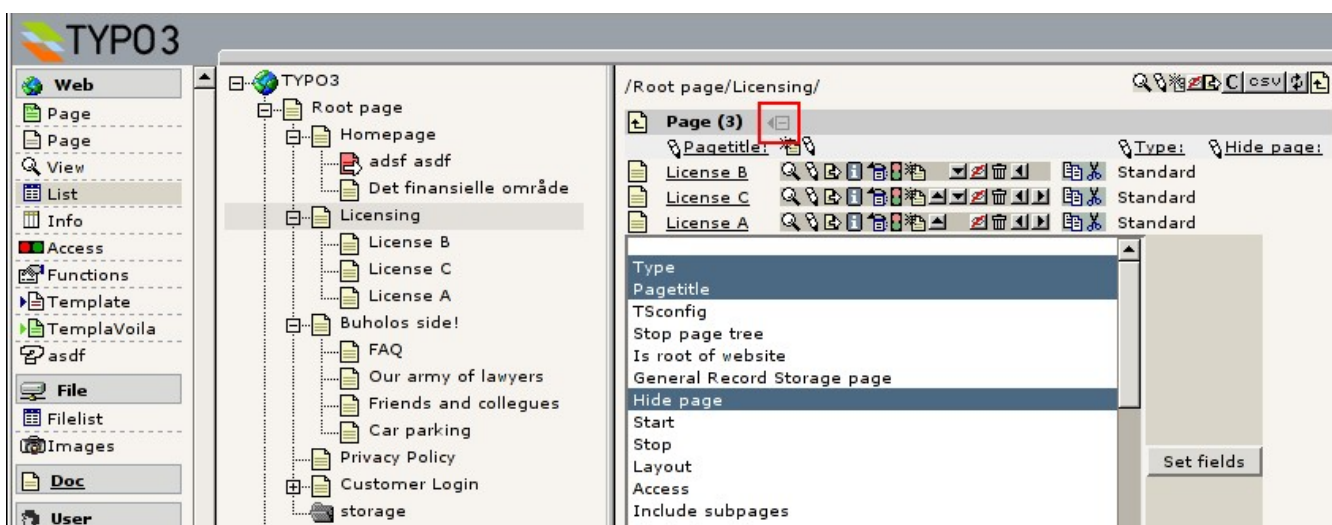 TYPO3
Web
Page
Page
View
List
Info
Access
Functions
Template
TemplaVoila
asdf
File
Filelist
Images
Doc
User
TYPO3
Root page
Homepage
adsf asdf
Det finansielle område
Licensing
License B
License C
License A
Buholos side!
FAQ
Our army of lawyers
Friends and collegues
Car parking
Privacy Policy
Customer Login
storage
/Root page/Licensing/
C csv
Page (3)
Pagetitle: Type: Hide page:
License B Standard
License C Standard
License A Standard
Type
Pagetitle
TSconfig
Stop page tree
Is root of website
General Record Storage page
Hide page
Start
Stop
Layout
Access
Include subpages
Set fields